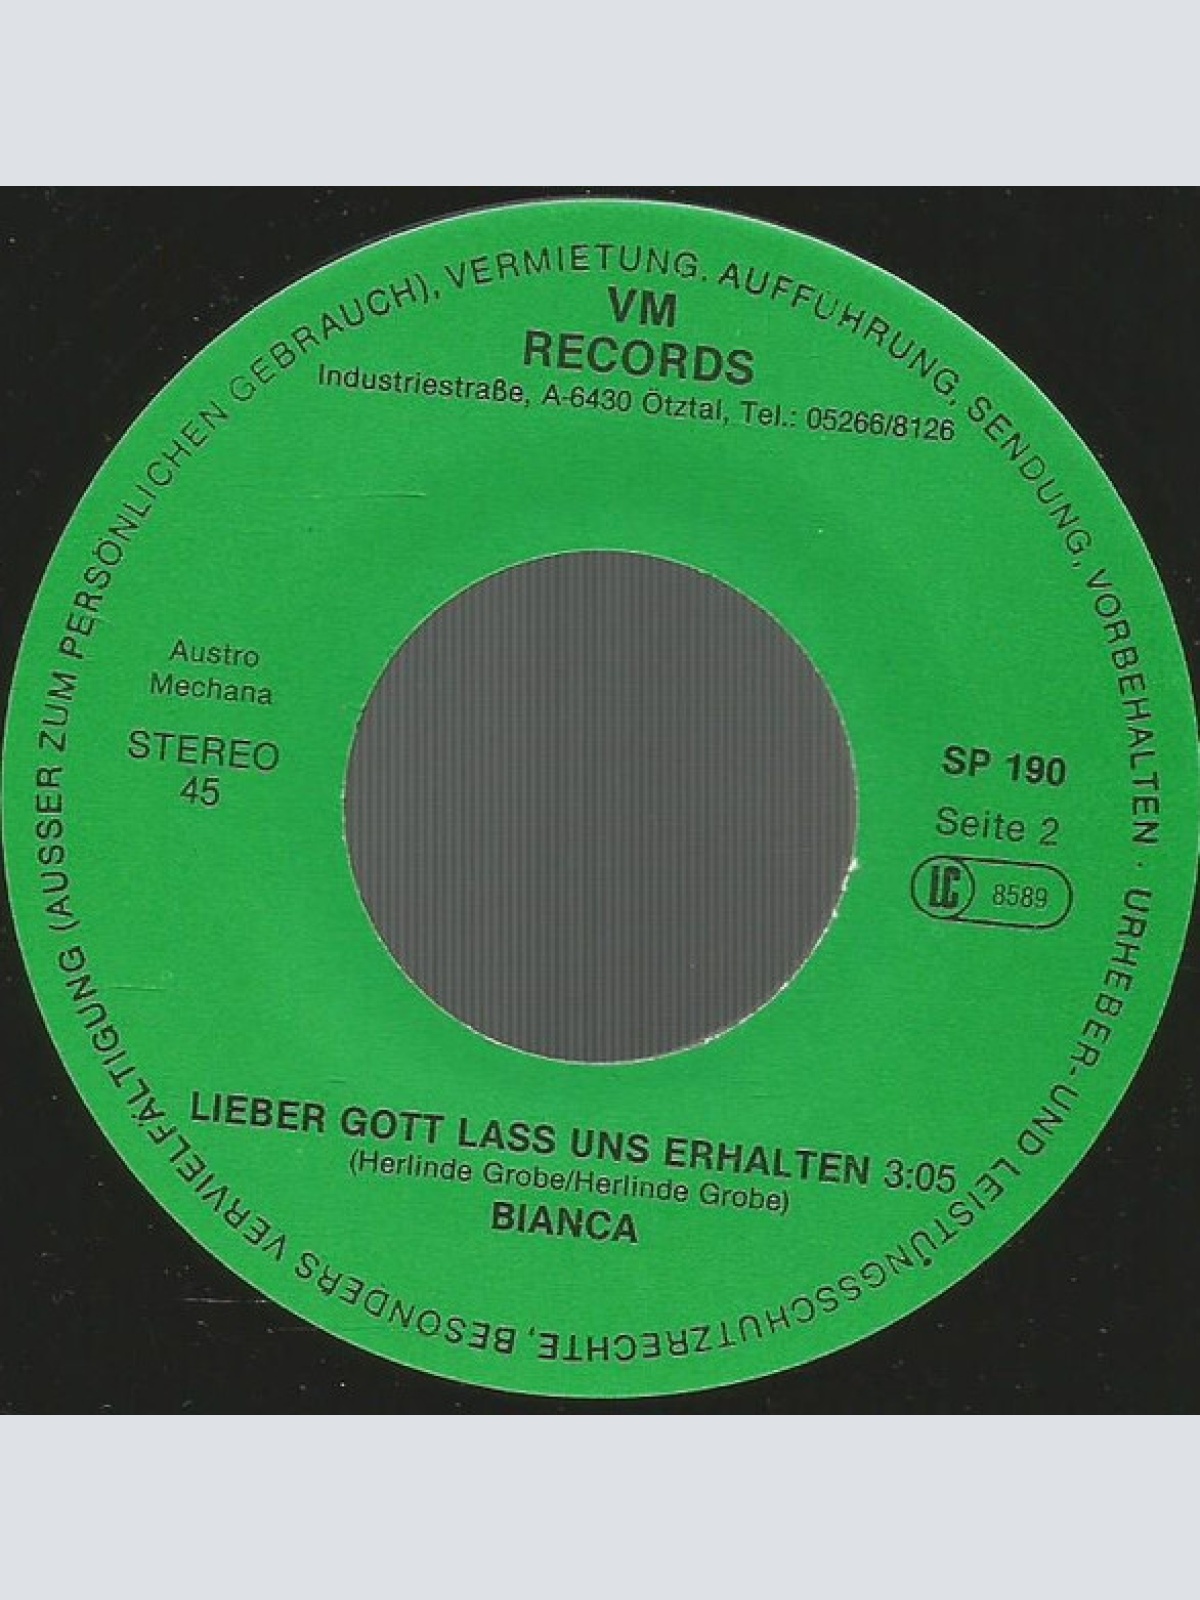 URHEBER- UND LEISTUNGSSCHUTZRECHTE, BESONDERS VERVIELFÄLTIGUNG (AUSSER ZUM PERSÖNLICHEN GEBRAUCH), VERMIETUNG. AUFFÜHRUNG, SENDUNG, VORBEHALTEN ·
VM
RECORDS
Industriestraße, A-6430 Ötztal, Tel.: 05266/8126
Austro
Mechana
STEREO
45
SP 190
Seite 2
LC 8589
LIEBER GOTT LASS UNS ERHALTEN 3:05
(Herlinde Grobe/Herlinde Grobe)
BIANCA